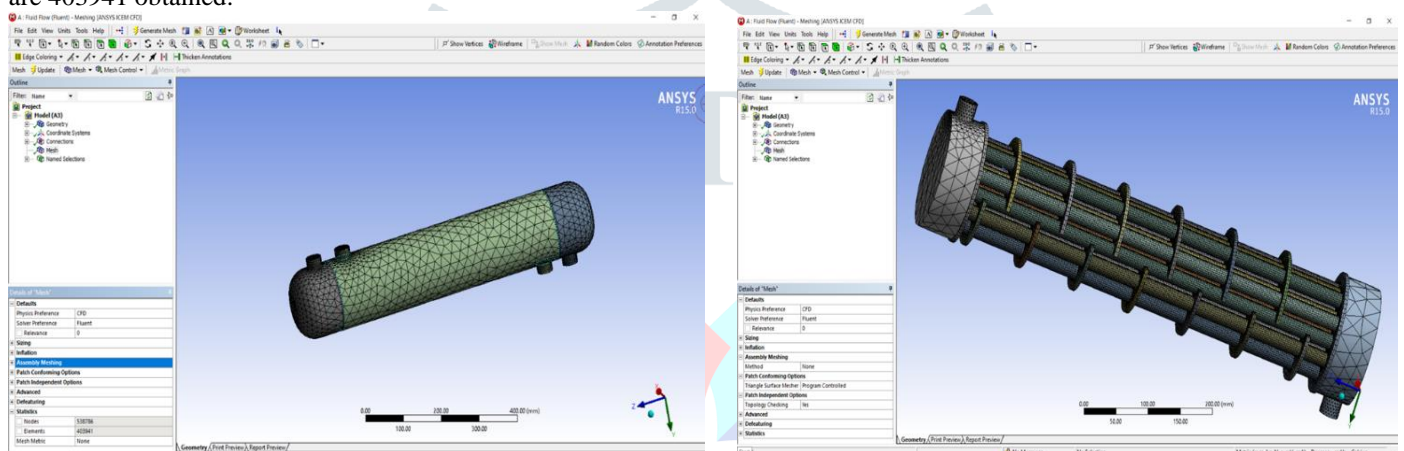 are 403941 obtained.
A : Fluid Flow (Fluent) - Meshing [ANSYS ICEM CFD]
File Edit View Units Tools Help Generate Mesh Worksheet
Show Vertices Wireframe Show Mesh Random Colors Annotation Preferences
Edge Coloring Thicken Annotations
Mesh Update Mesh Mesh Control Metric Graph
Outline
Filter: Name
Project
Model (A3)
Geometry
Coordinate Systems
Connections
Mesh
Named Selections
ANSYS
R15.0
Details of "Mesh"
Defaults
Physics Preference CFD
Solver Preference Fluent
Relevance 0
Sizing
Inflation
Assembly Meshing
Patch Conforming Options
Patch Independent Options
Advanced
Defeaturing
Statistics
Nodes
Elements 403941
Mesh Metric None
0.00 200.00 400.00 (mm)
100.00 300.00
Z
Y
Geometry Print Preview Report Preview
A : Fluid Flow (Fluent) - Meshing [ANSYS ICEM CFD]
File Edit View Units Tools Help Generate Mesh Worksheet
Show Vertices Wireframe Show Mesh Random Colors Annotation Preferences
Edge Coloring Thicken Annotations
Mesh Update Mesh Mesh Control Metric Graph
Outline
Filter: Name
Project
Model (A3)
Geometry
Coordinate Systems
Connections
Mesh
Named Selections
ANSYS
R15.0
Details of "Mesh"
Defaults
Physics Preference CFD
Solver Preference Fluent
Relevance 0
Sizing
Inflation
Assembly Meshing
Method None
Patch Conforming Options
Triangle Surface Mesher Program Controlled
Patch Independent Options
Topology Checking Yes
Advanced
Defeaturing
Statistics
0.00 100.00 200.00 (mm)
50.00 150.00
Y
Geometry Print Preview Report Preview